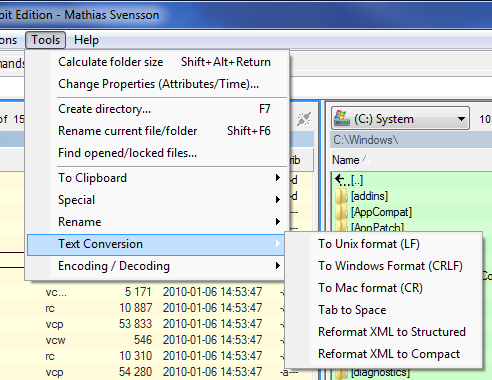 bit Edition - Mathias Svensson
ons Tools Help
mands
Calculate folder size Shift+Alt+Return
Change Properties (Attributes/Time)...
Create directory... F7
Rename current file/folder Shift+F6
Find opened/locked files...
To Clipboard
Special
Rename
Text Conversion
Encoding / Decoding
To Unix format (LF)
To Windows Format (CRLF)
To Mac format (CR)
Tab to Space
Reformat XML to Structured
Reformat XML to Compact
of 15
rib
vc... 5 171 2010-01-06 14:53:47 -a
rc 10 887 2010-01-06 14:53:47
vcp 53 833 2010-01-06 14:53:47
vcw 546 2010-01-06 14:53:47
rc 10 310 2010-01-06 14:53:47
vcp 54 280 2010-01-06 14:53:47 -a---
(C:) System 10
C:\Windows\
Name
[..]
[addins]
[AppCompat]
[AppPatch]
[diagnostics]